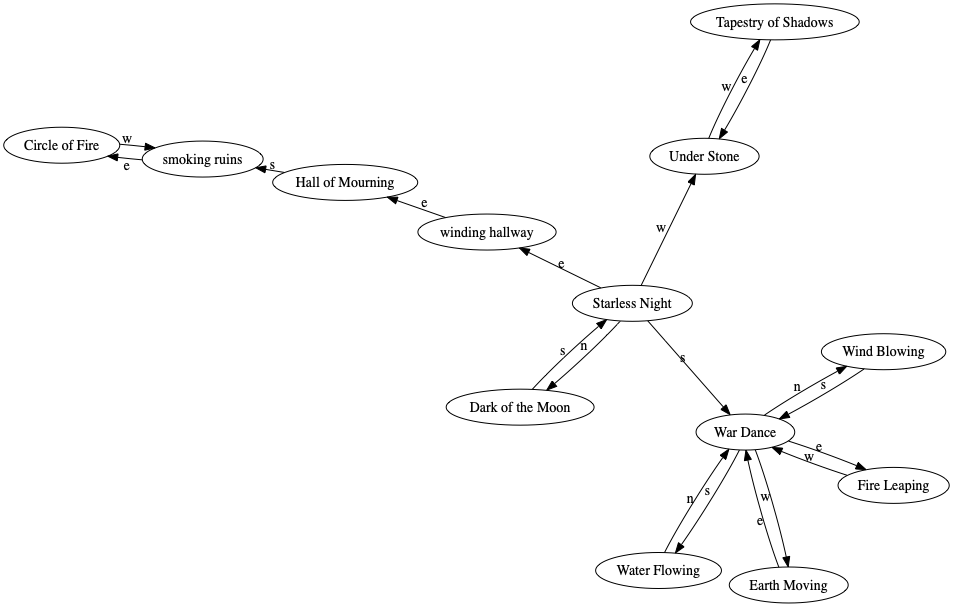 Tapestry of Shadows
w
e
Circle of Fire
w
e
smoking ruins
s
Under Stone
Hall of Mourning
e
winding hallway
w
e
Starless Night
s
n
s
Wind Blowing
n
s
Dark of the Moon
War Dance
e
w
Fire Leaping
n
s
w
e
Water Flowing
Earth Moving